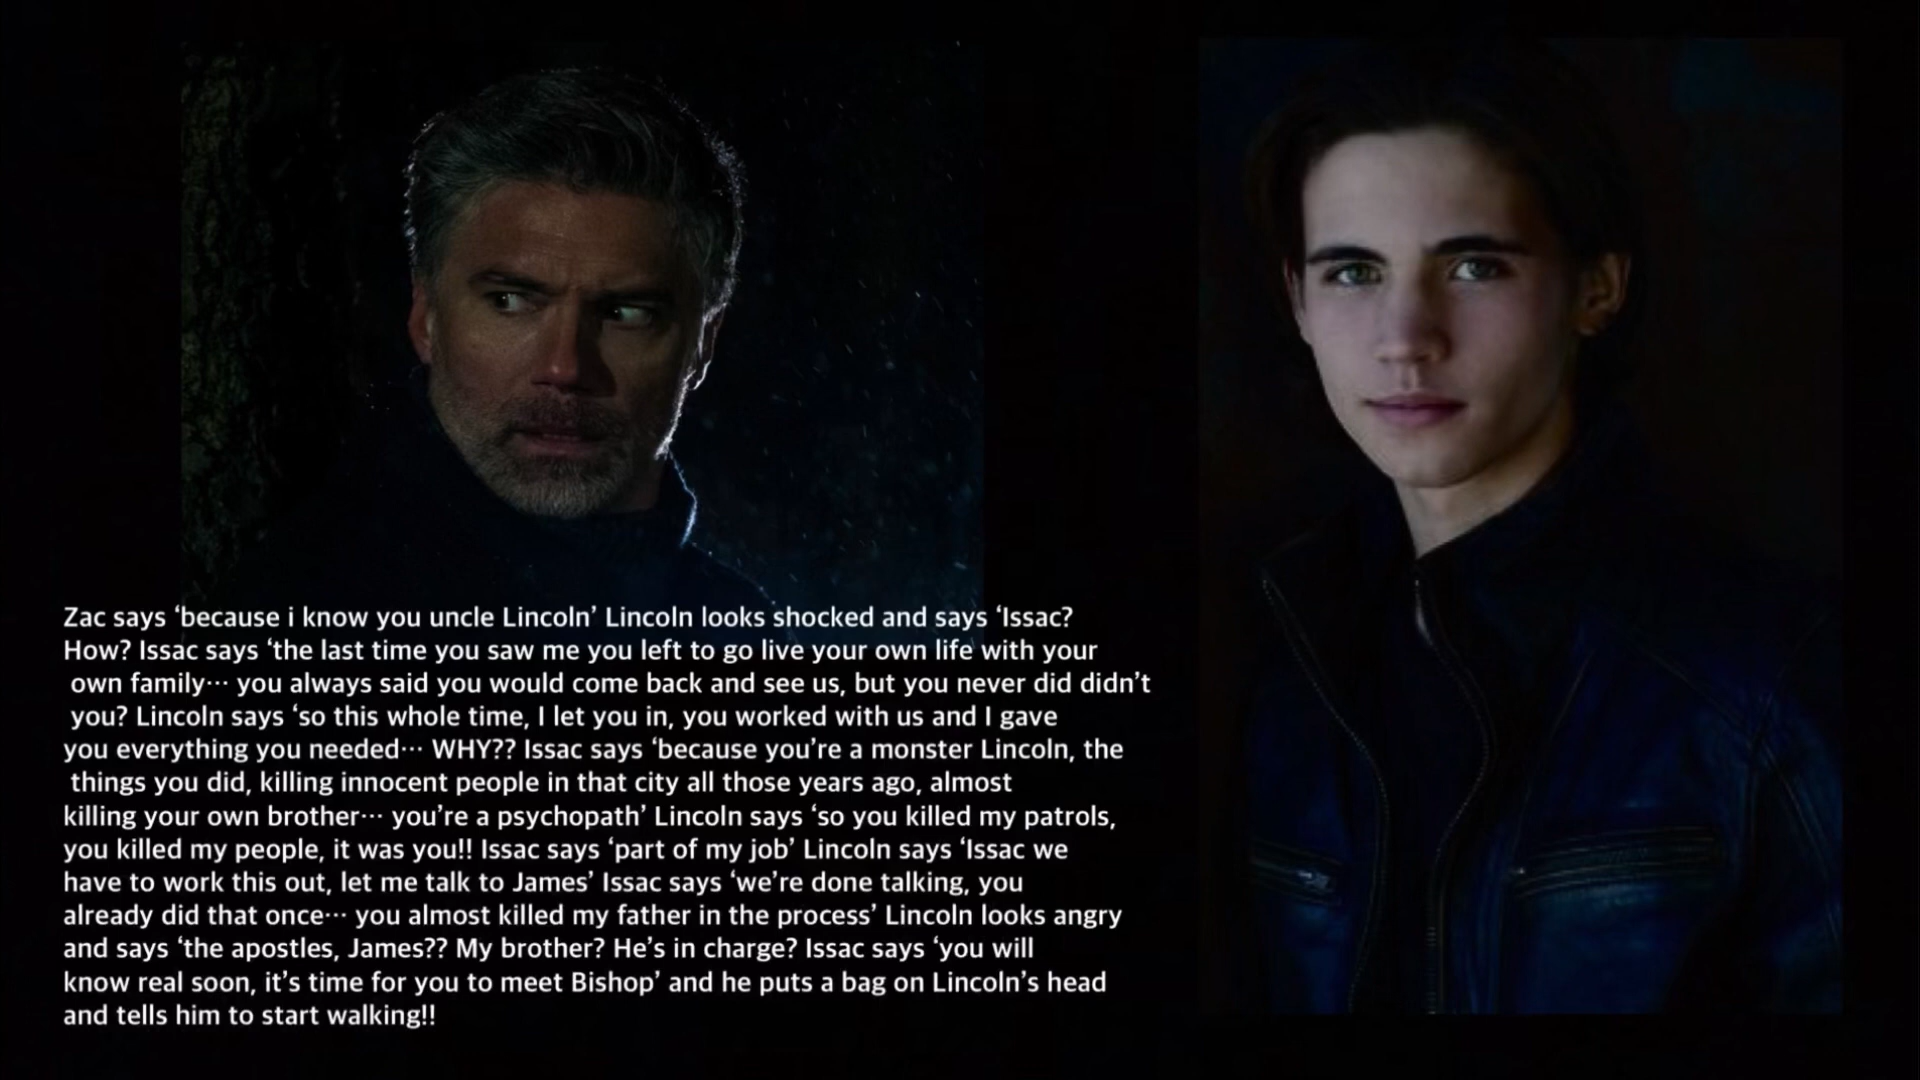 Zac says ‘because i know you uncle Lincoln’ Lincoln looks shocked and says ‘Issac?
How? Issac says ‘the last time you saw me you left to go live your own life with your
own family··· you always said you would come back and see us, but you never did didn’t
you? Lincoln says ‘so this whole time, I let you in, you worked with us and I gave
you everything you needed··· WHY?? Issac says ‘because you’re a monster Lincoln, the
things you did, killing innocent people in that city all those years ago, almost
killing your own brother··· you’re a psychopath’ Lincoln says ‘so you killed my patrols,
you killed my people, it was you!! Issac says ‘part of my job’ Lincoln says ‘Issac we
have to work this out, let me talk to James’ Issac says ‘we’re done talking, you
already did that once··· you almost killed my father in the process’ Lincoln looks angry
and says ‘the apostles, James?? My brother? He’s in charge? Issac says ‘you will
know real soon, it’s time for you to meet Bishop’ and he puts a bag on Lincoln’s head
and tells him to start walking!!